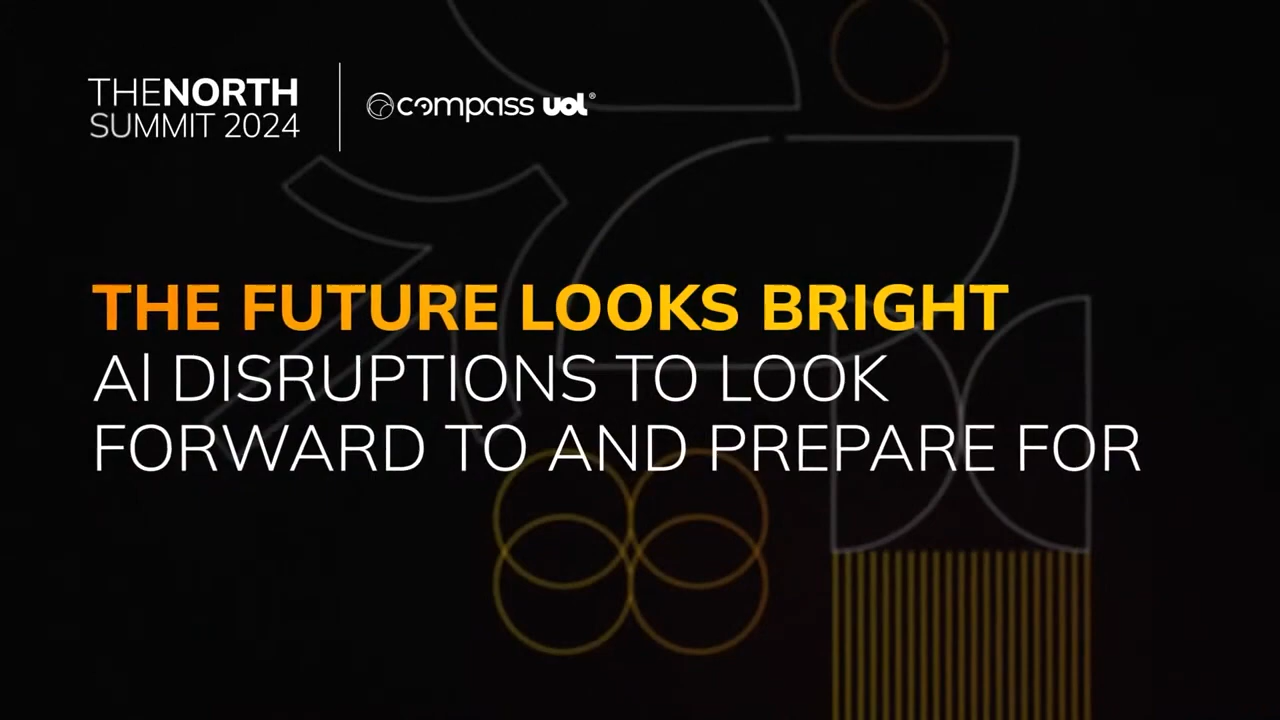 THENORTH
SUMMIT 2024
compass uol®
THE FUTURE LOOKS BRIGHT
AI DISRUPTIONS TO LOOK
FORWARD TO AND PREPARE FOR